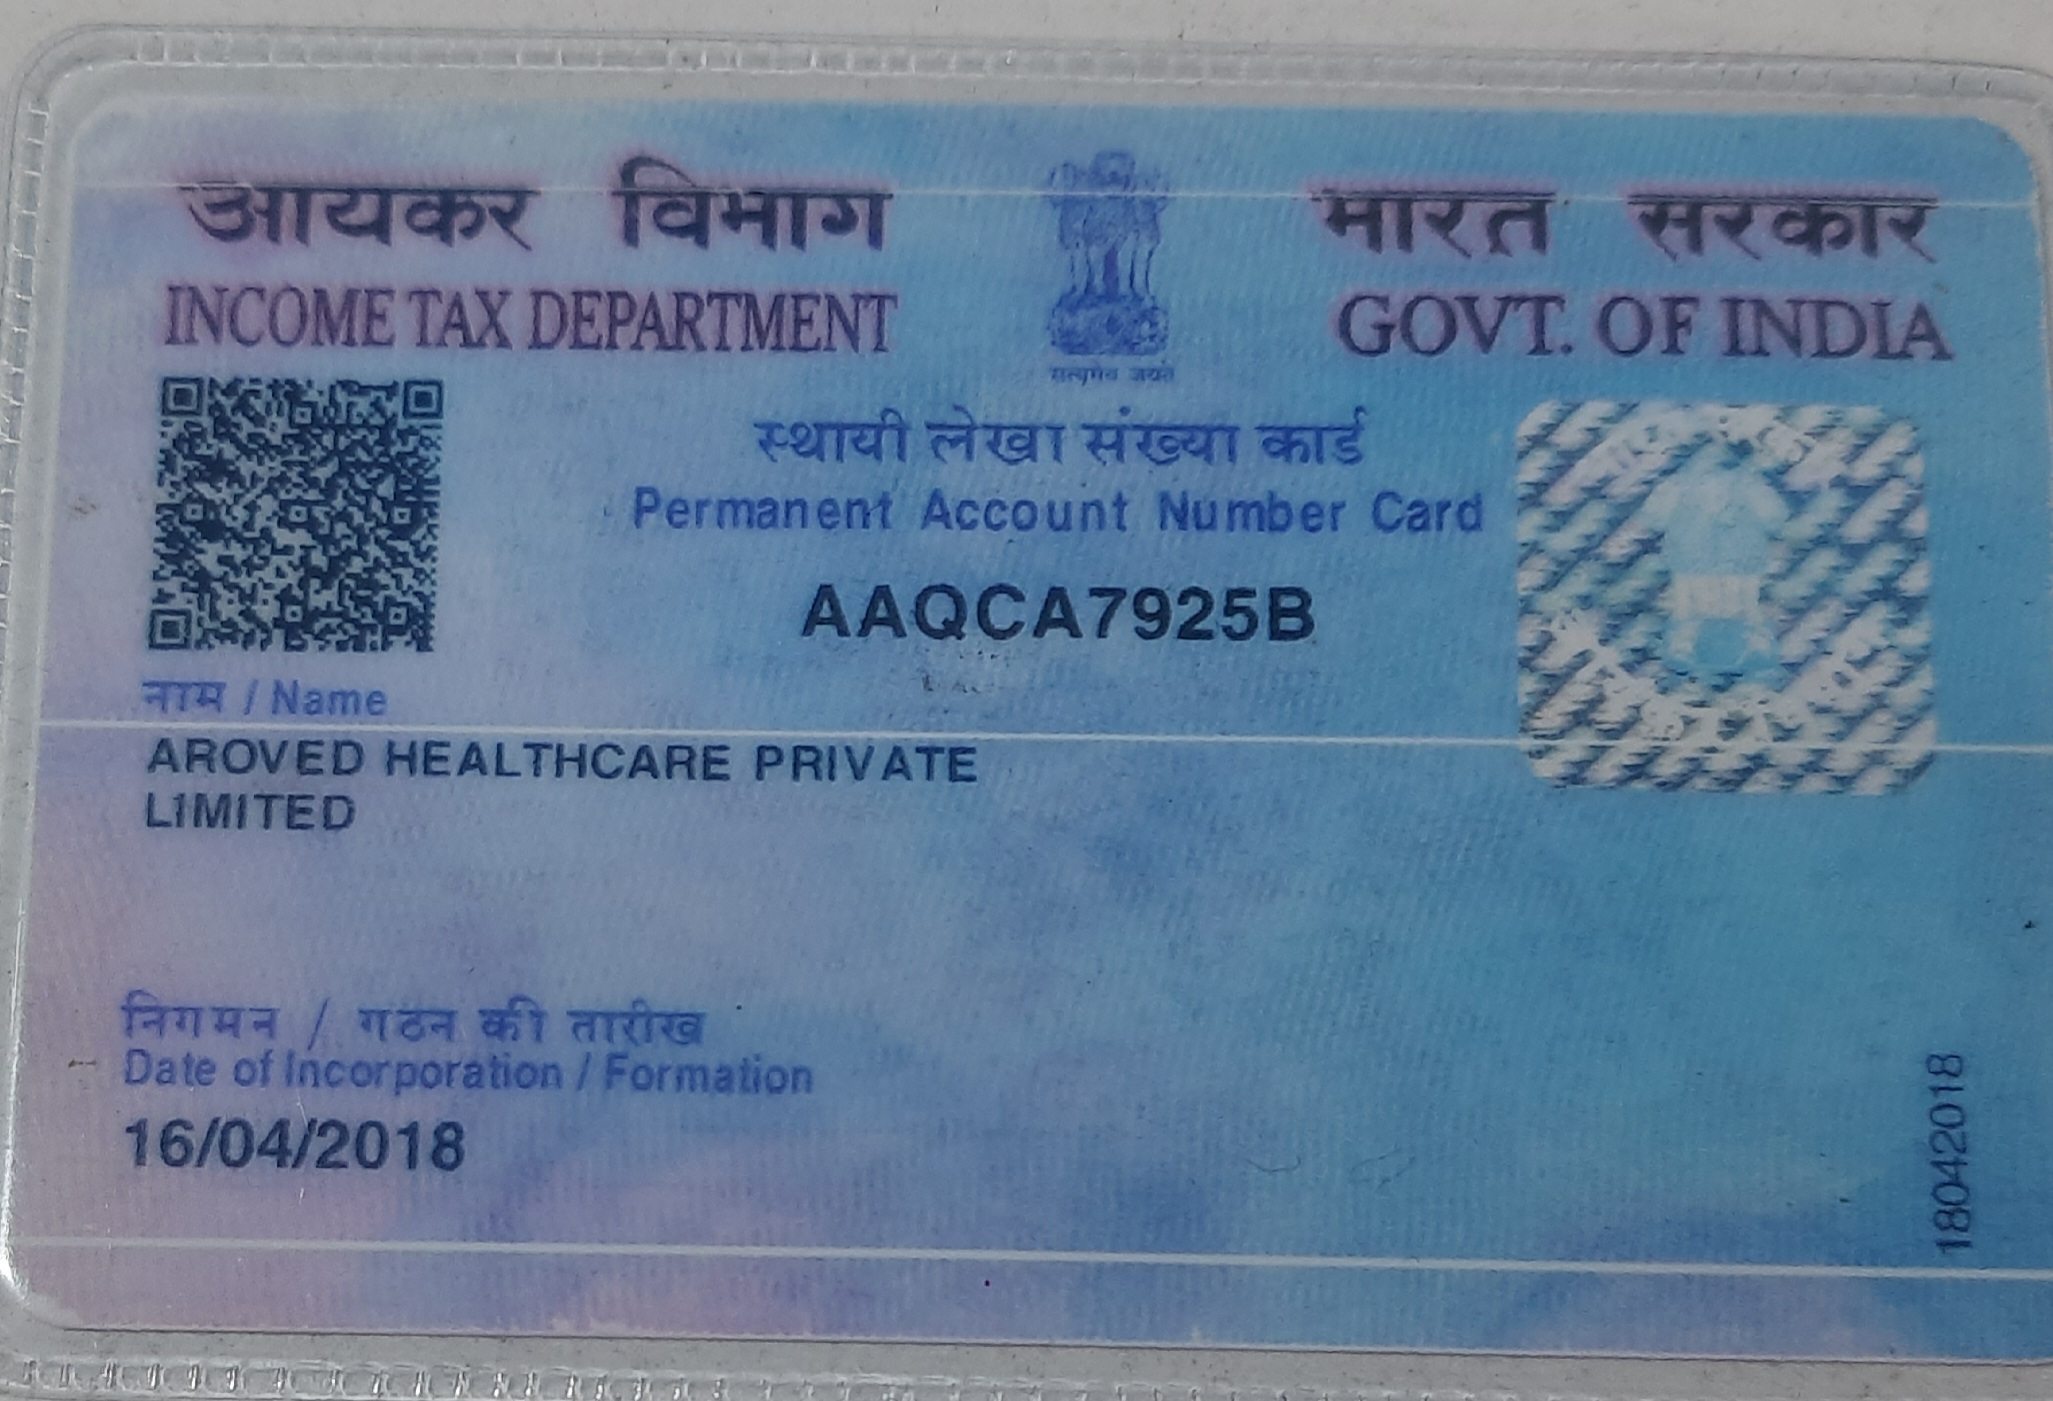 आयकर विभाग
INCOME TAX DEPARTMENT
भारत सरकार
GOVT. OF INDIA
सत्यमेव जयते
स्थायी लेखा संख्या कार्ड
Permanent Account Number Card
AAQCA7925B
नाम / Name
AROVED HEALTHCARE PRIVATE
LIMITED
निगमन / गठन की तारीख
Date of Incorporation / Formation
16/04/2018
18042018